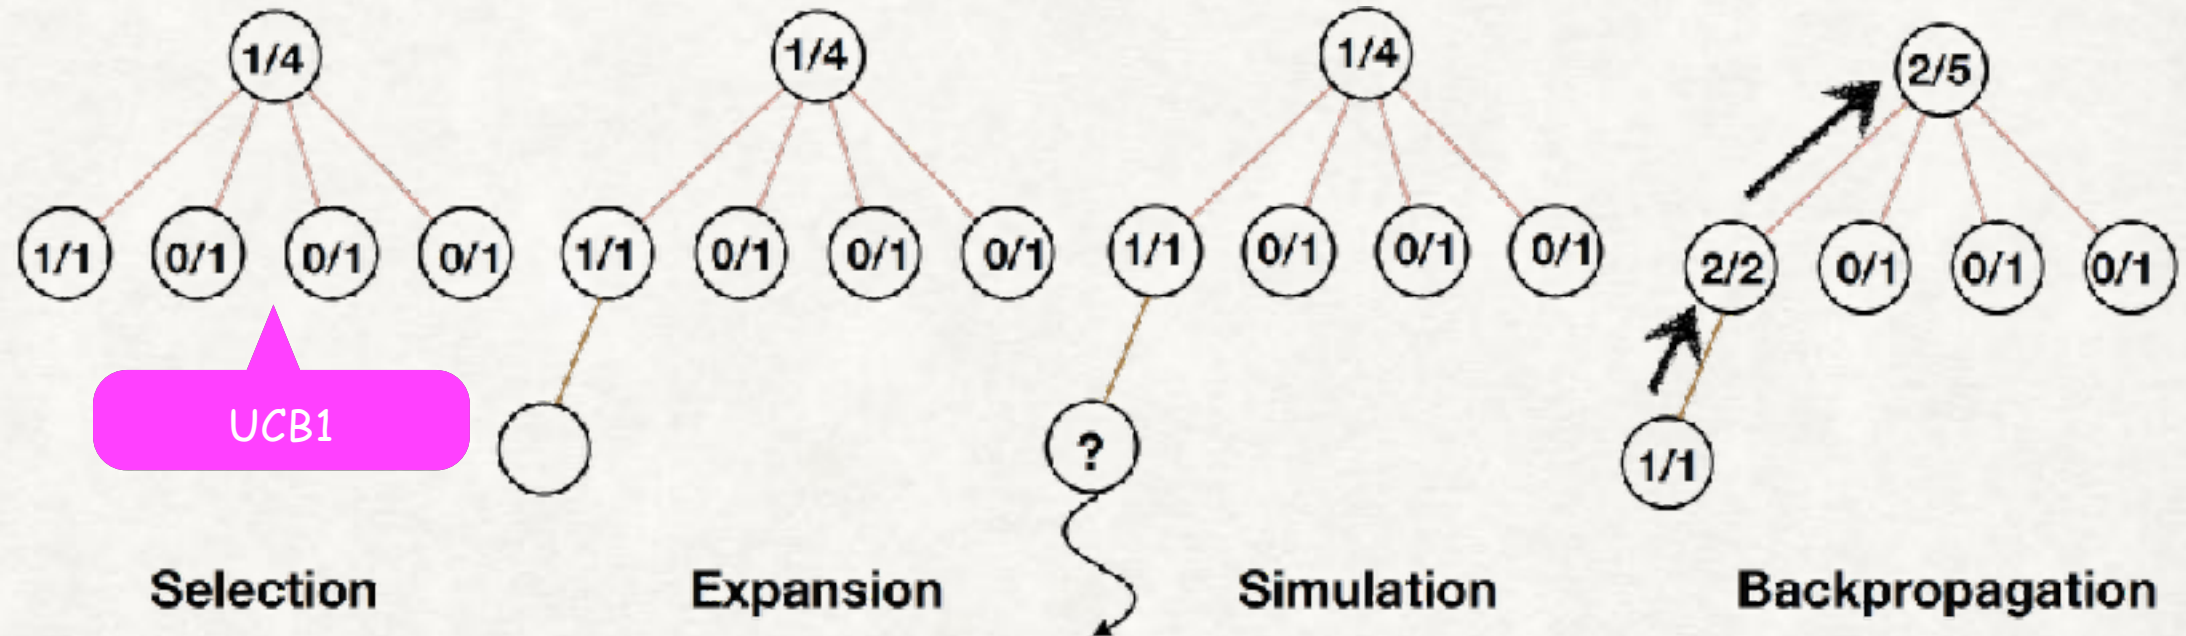 1/4
1/1 0/1 0/1 0/1
UCB1
Selection
1/4
1/1 0/1 0/1 0/1
Expansion
1/4
1/1 0/1 0/1 0/1
?
Simulation
2/5
2/2 0/1 0/1 0/1
1/1
Backpropagation